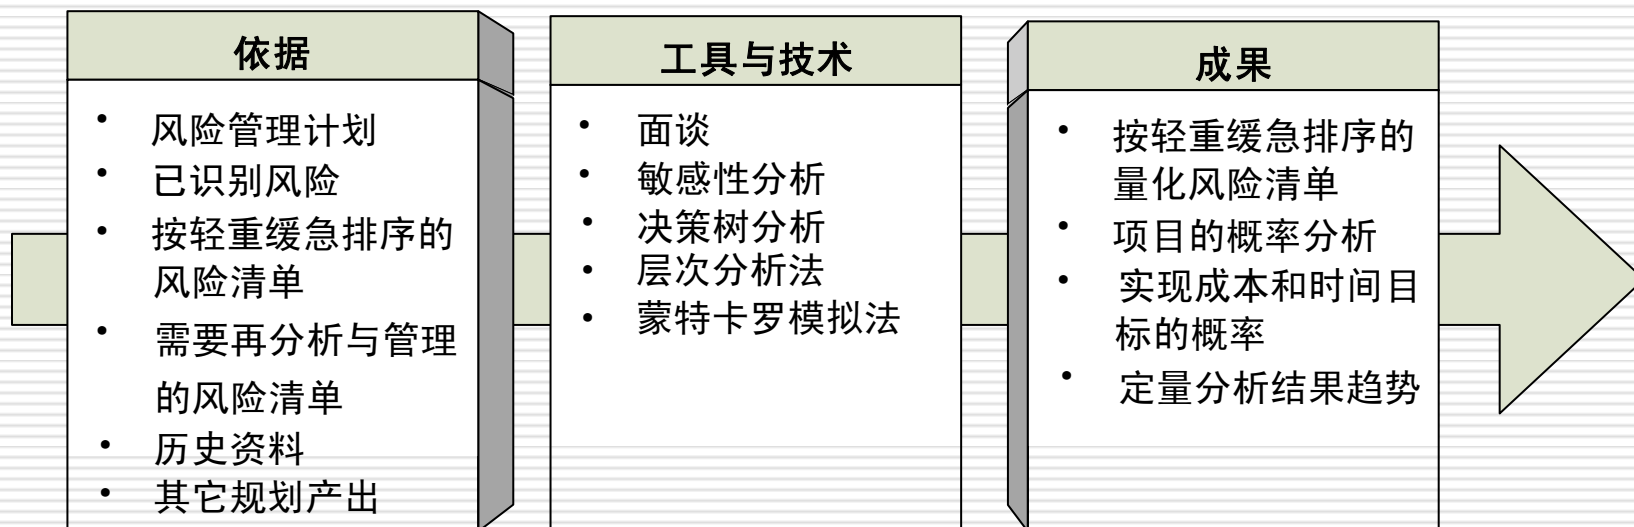 依据
• 风险管理计划
• 已识别风险
• 按轻重缓急排序的
风险清单
• 需要再分析与管理
的风险清单
• 历史资料
• 其它规划产出
工具与技术
• 面谈
• 敏感性分析
• 决策树分析
• 层次分析法
• 蒙特卡罗模拟法
成果
• 按轻重缓急排序的
量化风险清单
• 项目的概率分析
• 实现成本和时间目
标的概率
• 定量分析结果趋势